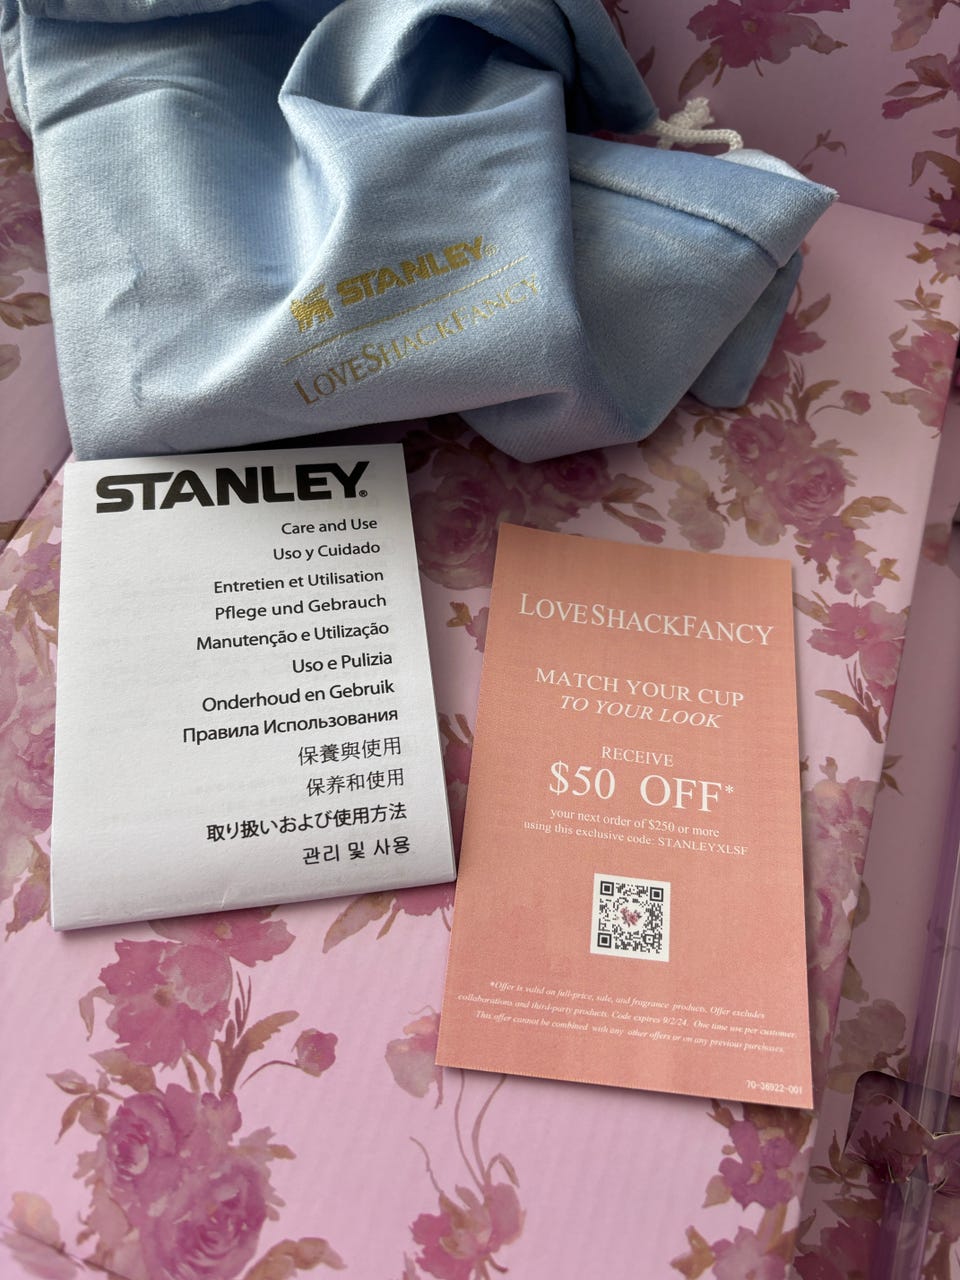 STANLEY®
LOVESHACKFANCY
STANLEY®
Care and Use
Uso y Cuidado
Entretien et Utilisation
Pflege und Gebrauch
Manutenção e Utilização
Uso e Pulizia
Onderhoud en Gebruik
Правила Использования
保養與使用
保养和使用
取り扱いおよび使用方法
관리 및 사용
LOVESHACKFANCY
MATCH YOUR CUP
TO YOUR LOOK
RECEIVE
$50 OFF*
your next order of $250 or more
using this exclusive code: STANLEYXLSF
*Offer is valid on full-price, sale, and fragrance products. Offer excludes
collaborations and third-party products. Code expires 9/2/24. One time use per customer.
This offer cannot be combined with any other offers or on any previous purchases.
70-36922-001